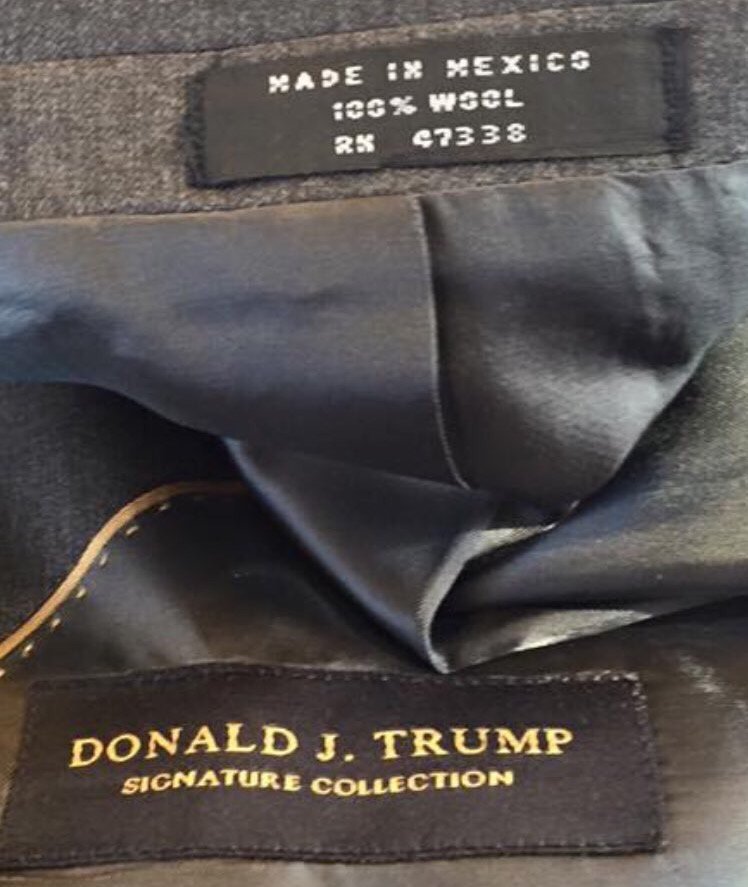 MADE IN MEXICO
100% WOOL
RN 47338
DONALD J. TRUMP
SIGNATURE COLLECTION